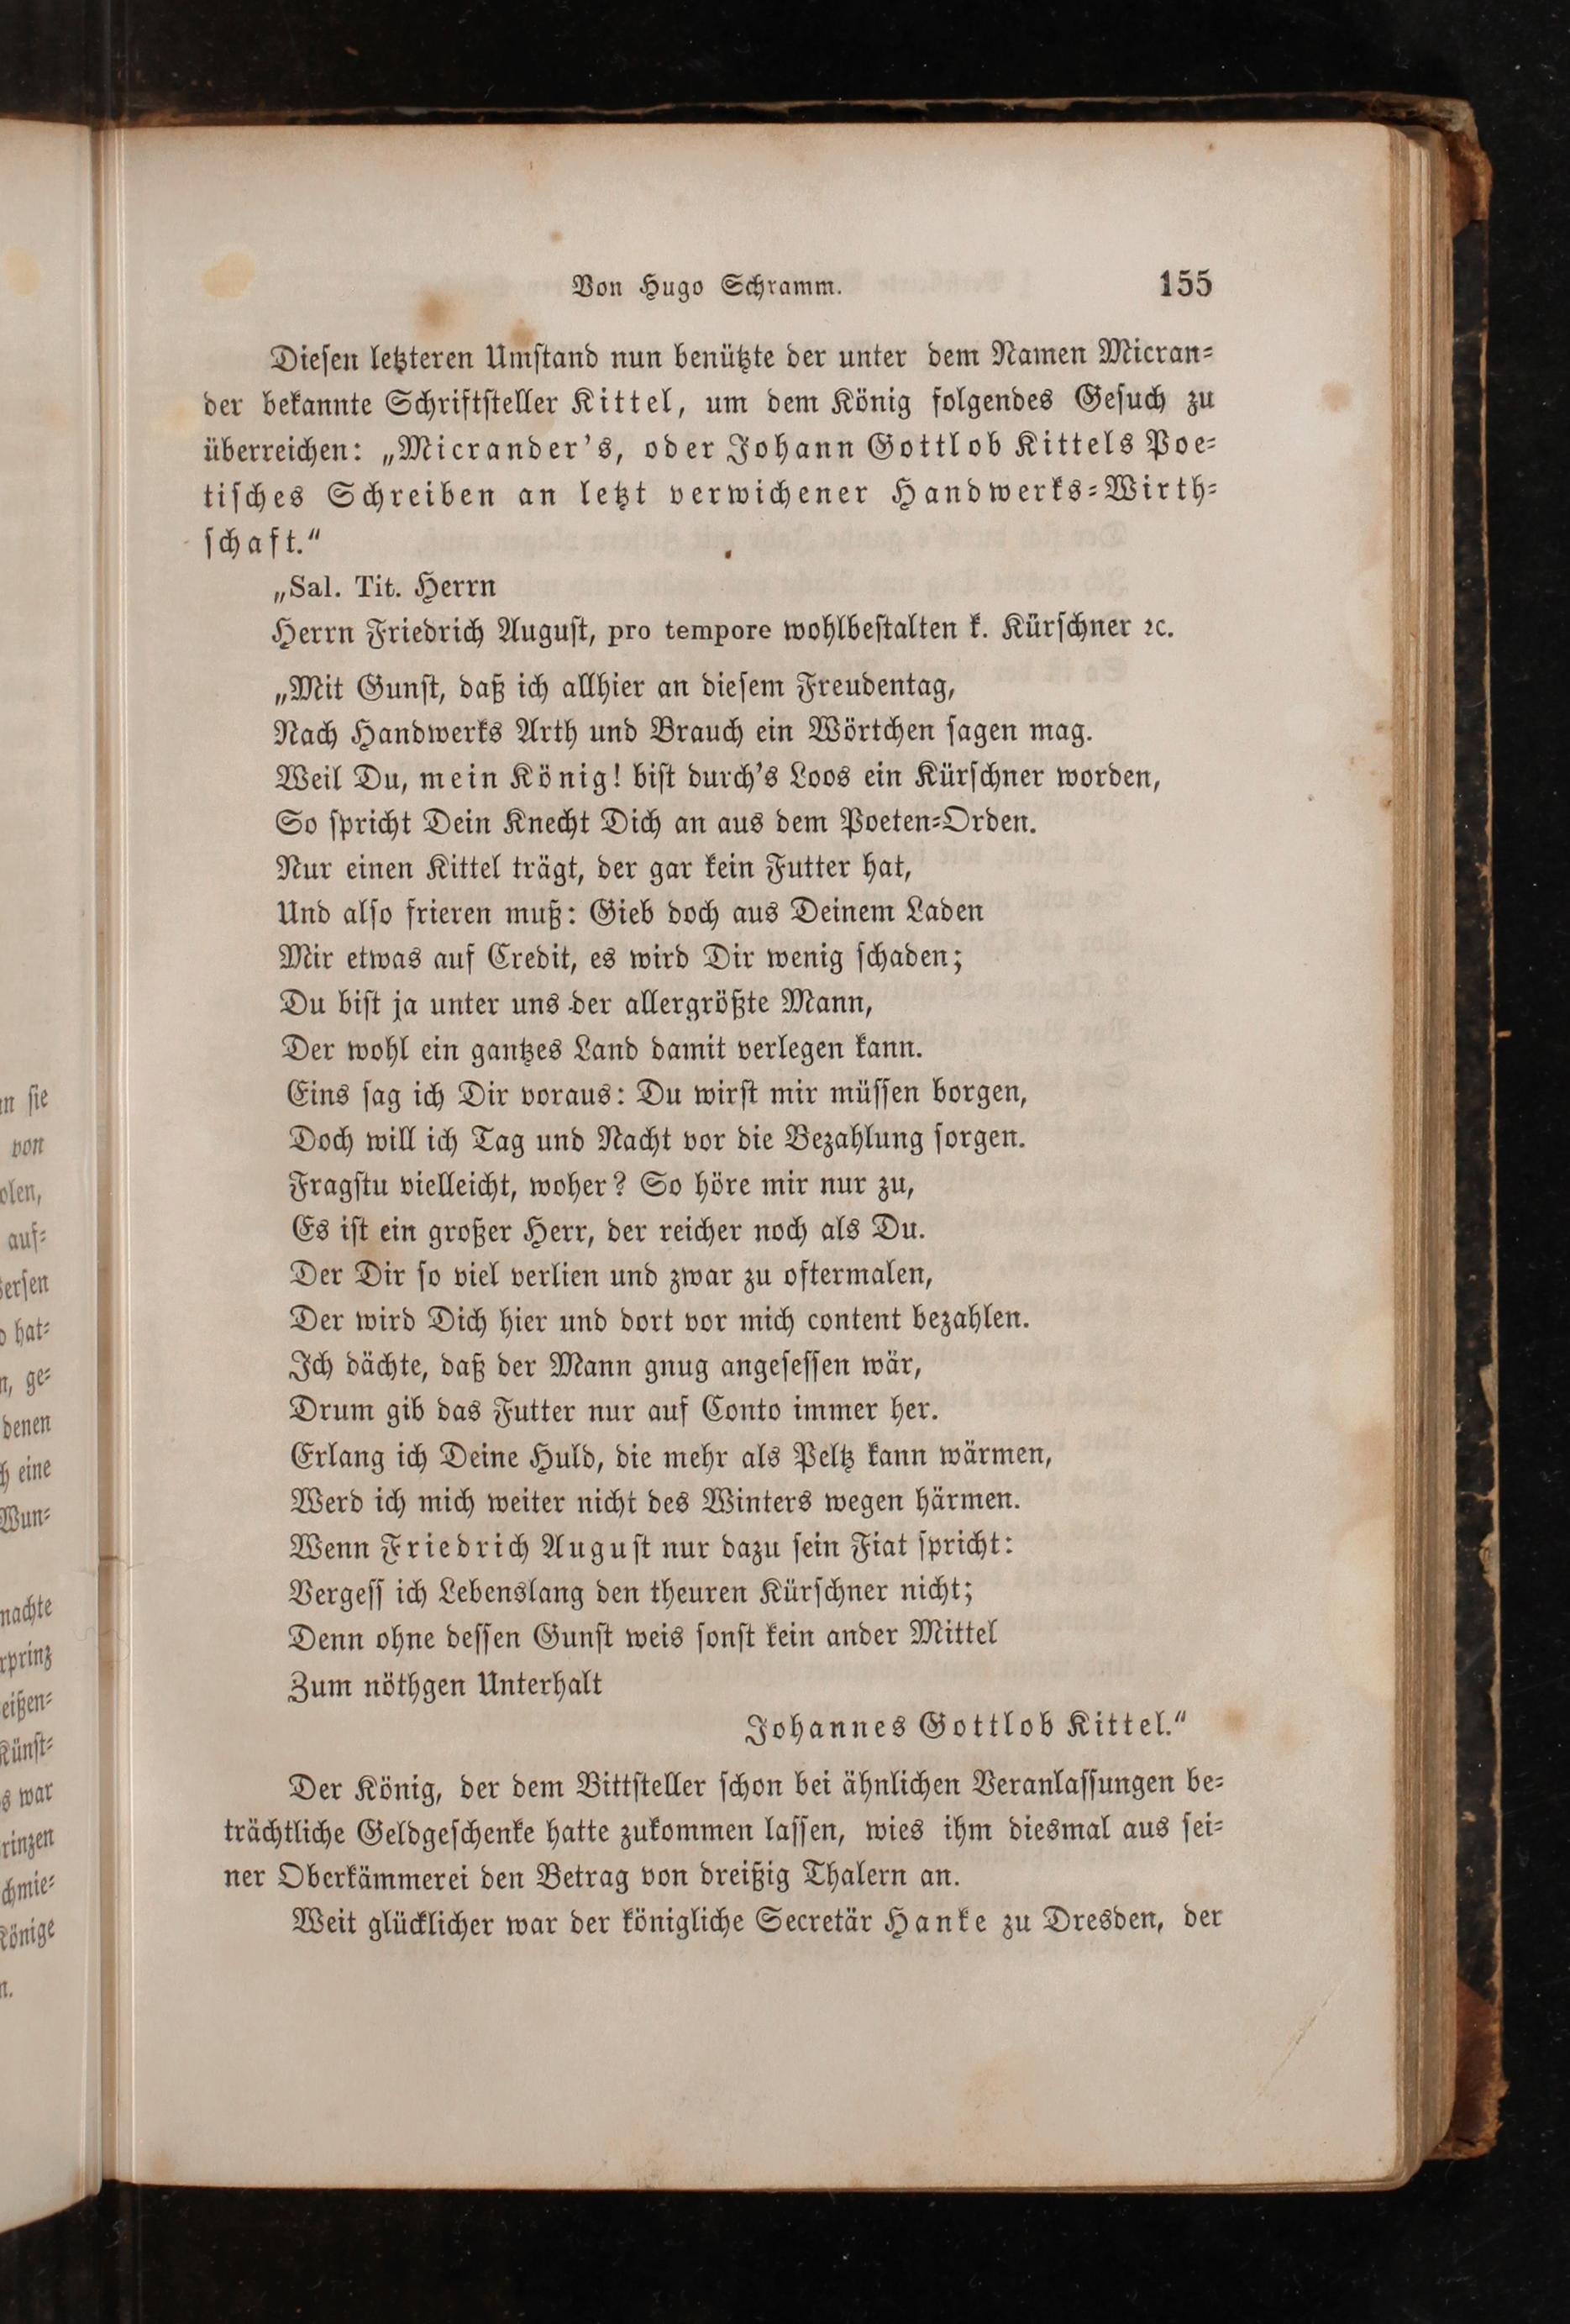 Von Hugo Schramm. 155
Dieſen letzteren Umſtand nun benützte der unter dem Namen Micran⸗
der bekannte Schriftſteller Kittel, um dem König folgendes Geſuch zu
überreichen: „Micrander’s, oder Johann Gottlob Kittels Poe⸗
tiſches Schreiben an letzt verwichener Handwerks⸗Wirth⸗
ſchaft.“
„Sal. Tit. Herrn
Herrn Friedrich Auguſt, pro tempore wohlbeſtalten k. Kürſchner ꝛc.
„Mit Gunſt, daß ich allhier an dieſem Freudentag,
Nach Handwerks Arth und Brauch ein Wörtchen ſagen mag.
Weil Du, mein König! biſt durch’s Loos ein Kürſchner worden,
So ſpricht Dein Knecht Dich an aus dem Poeten⸗Orden.
Nur einen Kittel trägt, der gar kein Futter hat,
Und alſo frieren muß: Gieb doch aus Deinem Laden
Mir etwas auf Credit, es wird Dir wenig ſchaden;
Du biſt ja unter uns der allergrößte Mann,
Der wohl ein gantzes Land damit verlegen kann.
Eins ſag ich Dir voraus: Du wirſt mir müſſen borgen,
Doch will ich Tag und Nacht vor die Bezahlung ſorgen.
Fragſtu vielleicht, woher? So höre mir nur zu,
Es iſt ein großer Herr, der reicher noch als Du.
Der Dir ſo viel verlien und zwar zu oftermalen,
Der wird Dich hier und dort vor mich content bezahlen.
Ich dächte, daß der Mann gnug angeſeſſen wär,
Drum gib das Futter nur auf Conto immer her.
Erlang ich Deine Huld, die mehr als Peltz kann wärmen,
Werd ich mich weiter nicht des Winters wegen härmen.
Wenn Friedrich Auguſt nur dazu ſein Fiat ſpricht:
Vergeſſ ich Lebenslang den theuren Kürſchner nicht;
Denn ohne deſſen Gunſt weis ſonſt kein ander Mittel
Zum nöthgen Unterhalt
Johannes Gottlob Kittel.“
Der König, der dem Bittſteller ſchon bei ähnlichen Veranlaſſungen be⸗
trächtliche Geldgeſchenke hatte zukommen laſſen, wies ihm diesmal aus ſei⸗
ner Oberkämmerei den Betrag von dreißig Thalern an.
Weit glücklicher war der königliche Secretär Hanke zu Dresden, der